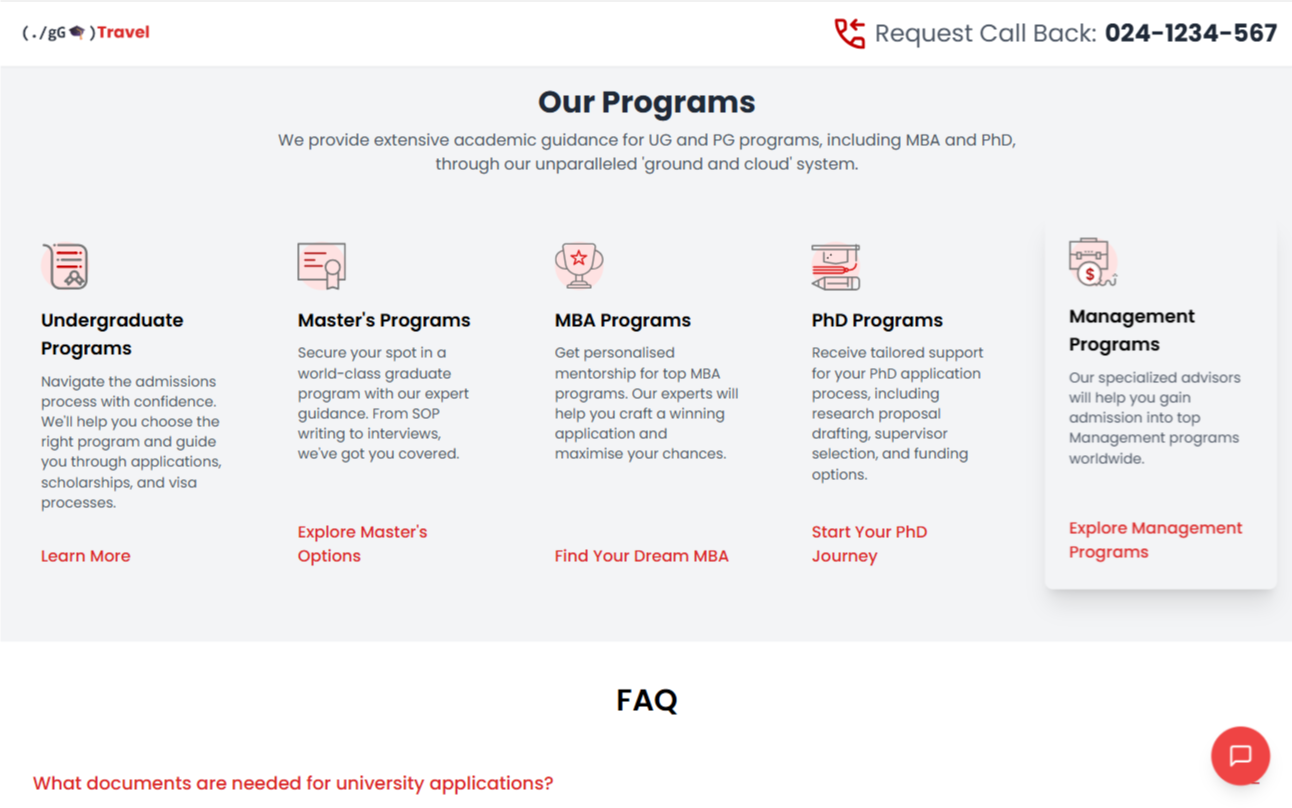 (./gG🎓)Travel
Request Call Back: 024-1234-567
Our Programs
We provide extensive academic guidance for UG and PG programs, including MBA and PhD,
through our unparalleled 'ground and cloud' system.
Undergraduate
Programs
Navigate the admissions
process with confidence.
We'll help you choose the
right program and guide
you through applications,
scholarships, and visa
processes.
Learn More
Master's Programs
Secure your spot in a
world-class graduate
program with our expert
guidance. From SOP
writing to interviews,
we've got you covered.
Explore Master's
Options
MBA Programs
Get personalised
mentorship for top MBA
programs. Our experts will
help you craft a winning
application and
maximise your chances.
Find Your Dream MBA
PhD Programs
Receive tailored support
for your PhD application
process, including
research proposal
drafting, supervisor
selection, and funding
options.
Start Your PhD
Journey
$
Management
Programs
Our specialized advisors
will help you gain
admission into top
Management programs
worldwide.
Explore Management
Programs
FAQ
What documents are needed for university applications?